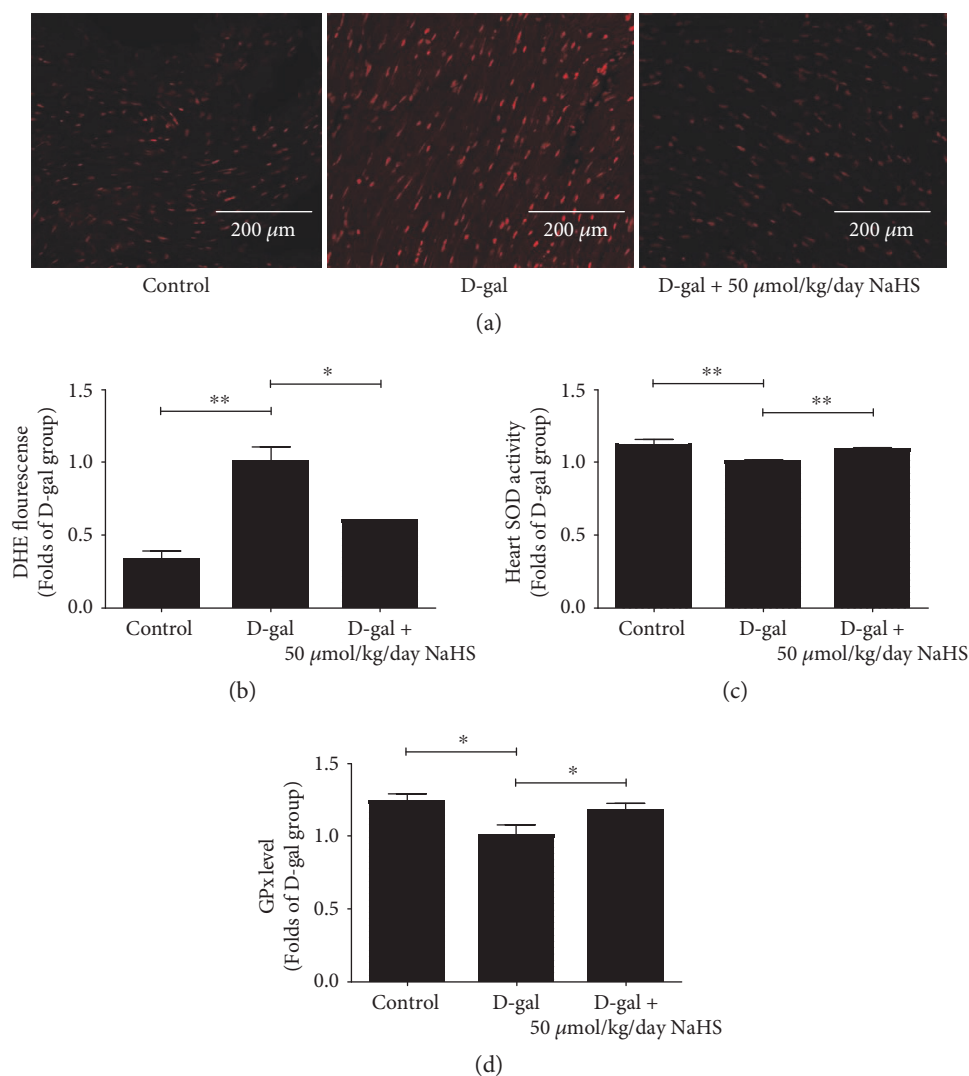 200 μm
200 μm
200 μm
Control
D-gal
D-gal + 50 μmol/kg/day NaHS
(a)
DHE flourescense
(Folds of D-gal group)
1.5
1.0
0.5
0.0
**
*
Control
D-gal
D-gal +
50 μmol/kg/day NaHS
(b)
Heart SOD activity
(Folds of D-gal group)
1.5
1.0
0.5
0.0
**
**
Control
D-gal
D-gal +
50 μmol/kg/day NaHS
(c)
GPx level
(Folds of D-gal group)
1.5
1.0
0.5
0.0
*
*
Control
D-gal
D-gal +
50 μmol/kg/day NaHS
(d)